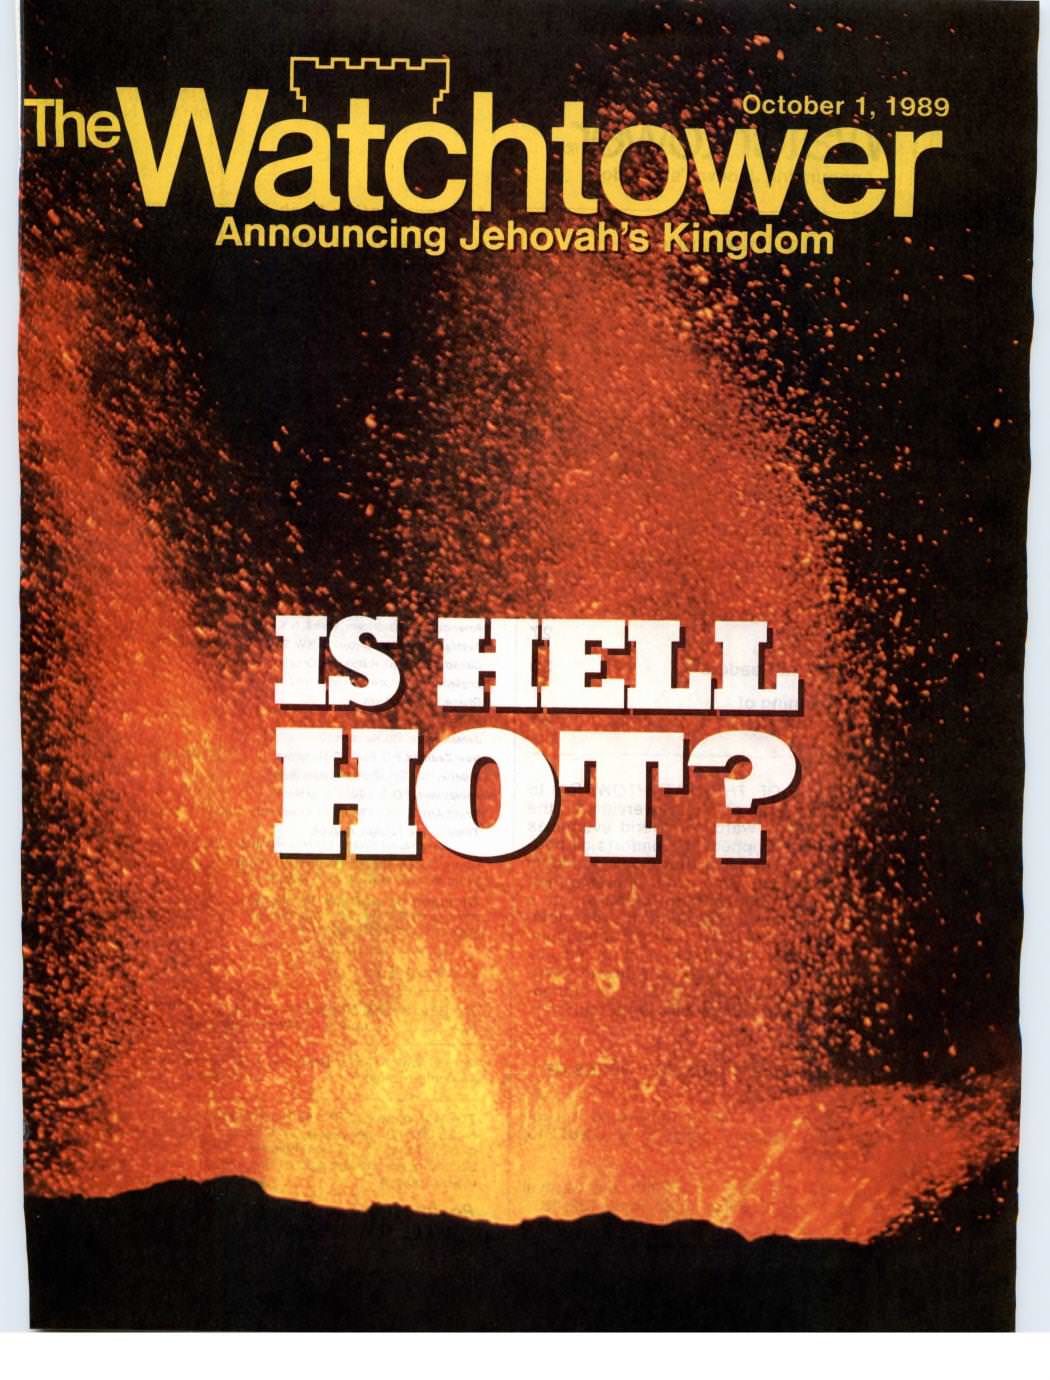 October 1, 1989
The Watchtower
Announcing Jehovah's Kingdom
IS HELL
HOT?